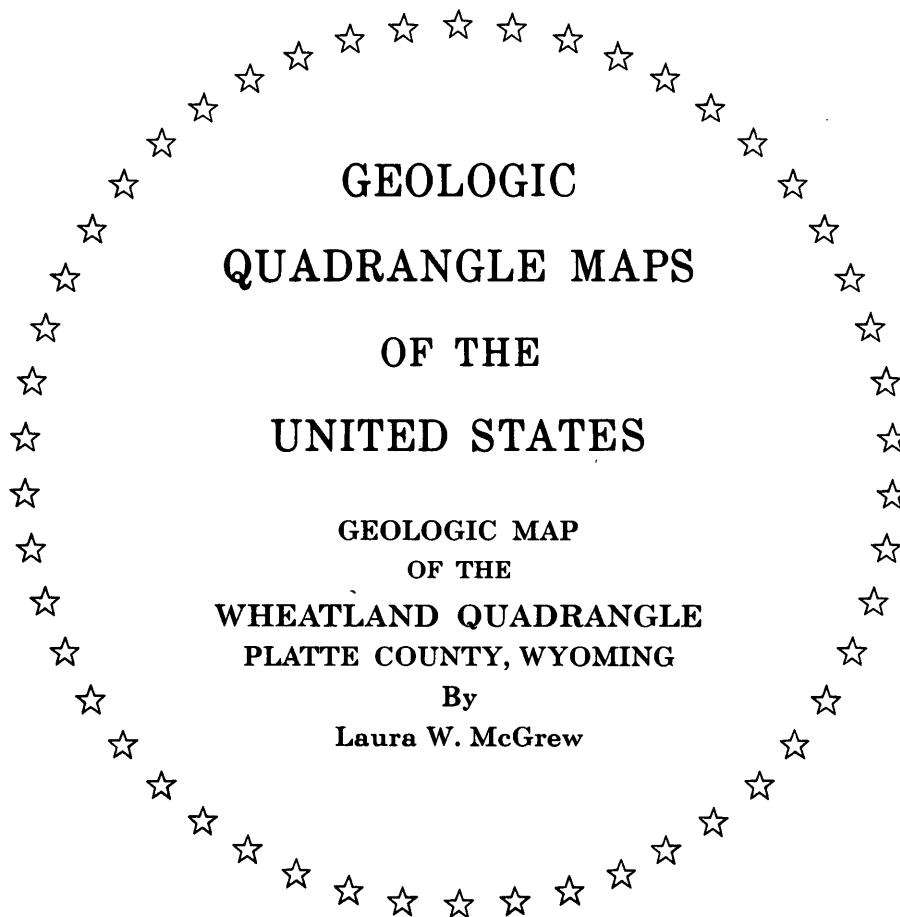 GEOLOGIC
QUADRANGLE MAPS
OF THE
UNITED STATES
GEOLOGIC MAP
OF THE
WHEATLAND QUADRANGLE
PLATTE COUNTY, WYOMING
By
Laura W. McGrew